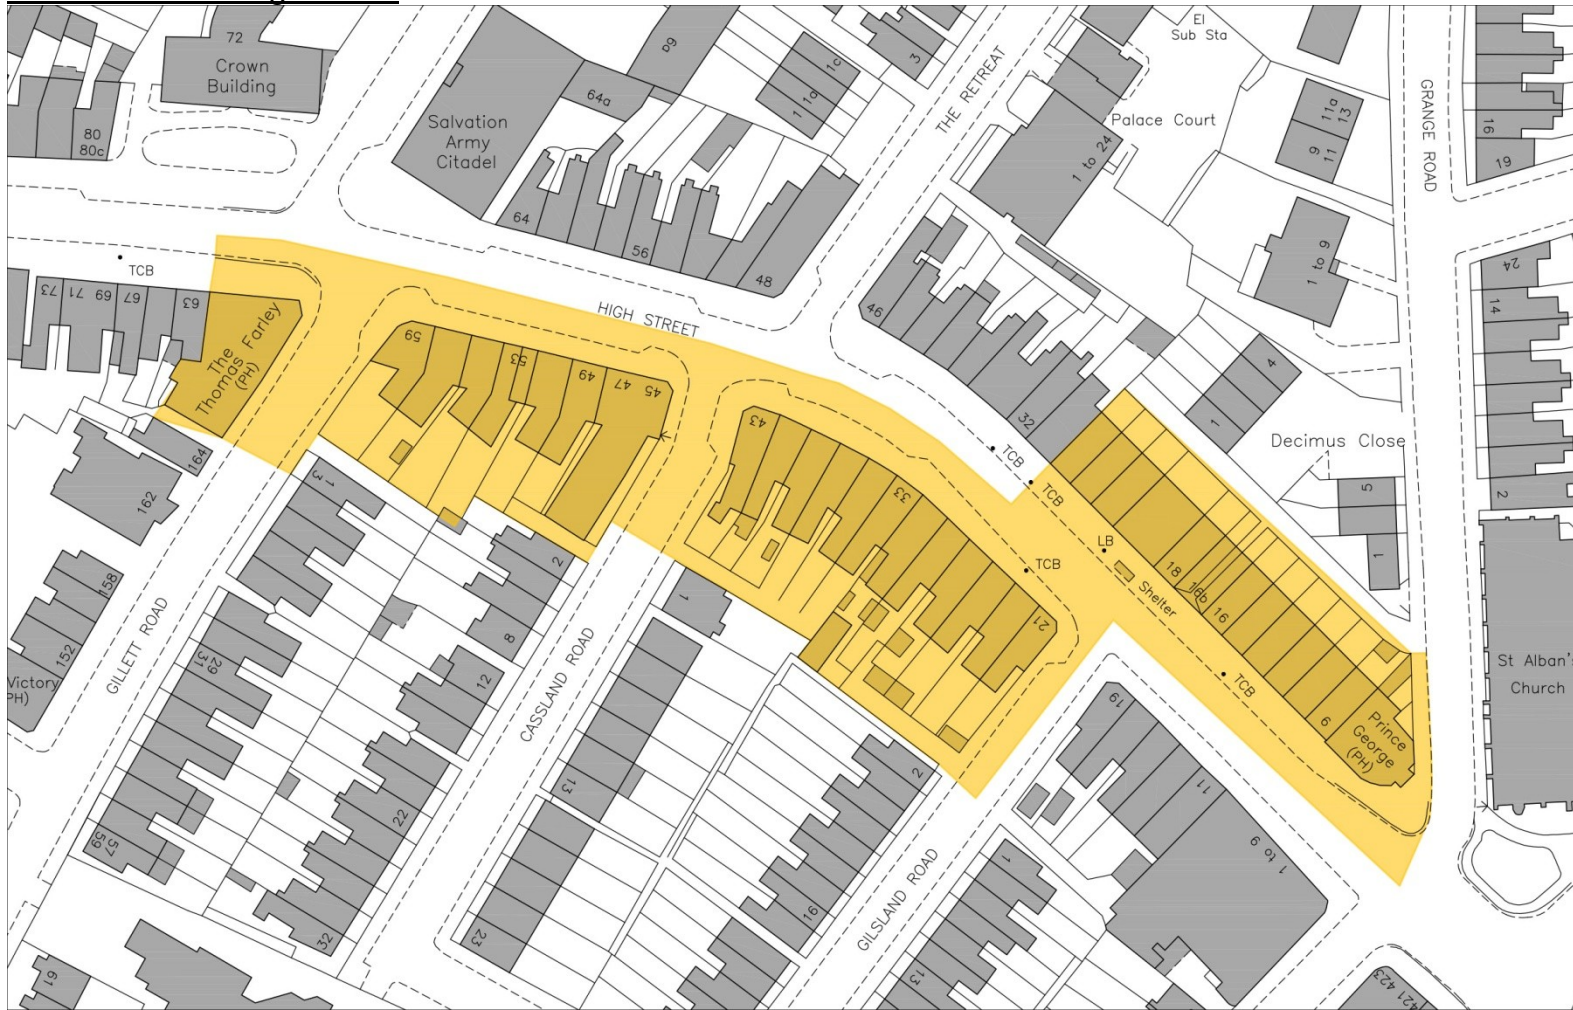 72
Crown
Building
80
80c
Salvation
Army
Citadel
64a
1
1a
1c
3
THE RETREAT
El
Sub Sta
Palace Court
1 to 24
11a
13
9
11
GRANGE ROAD
16
19
64
56
48
HIGH STREET
1 to 9
24
14
2
TCB
73
71
69
67
63
The
Thomas Farley
(PH)
59
53
49
47
45
46
32
4
1
Decimus Close
5
1
43
33
21
TCB
TCB
TCB
LB
Shelter
18
16b
16
TCB
9
Prince
George
(PH)
St Alban's
Church
164
162
158
152
Victory
PH)
GILLETT ROAD
13
2
8
12
22
32
29
31
57
59
61
CASSLAND ROAD
1
13
23
2
16
GILSLAND ROAD
19
11
1 to 9
1
13
423
421